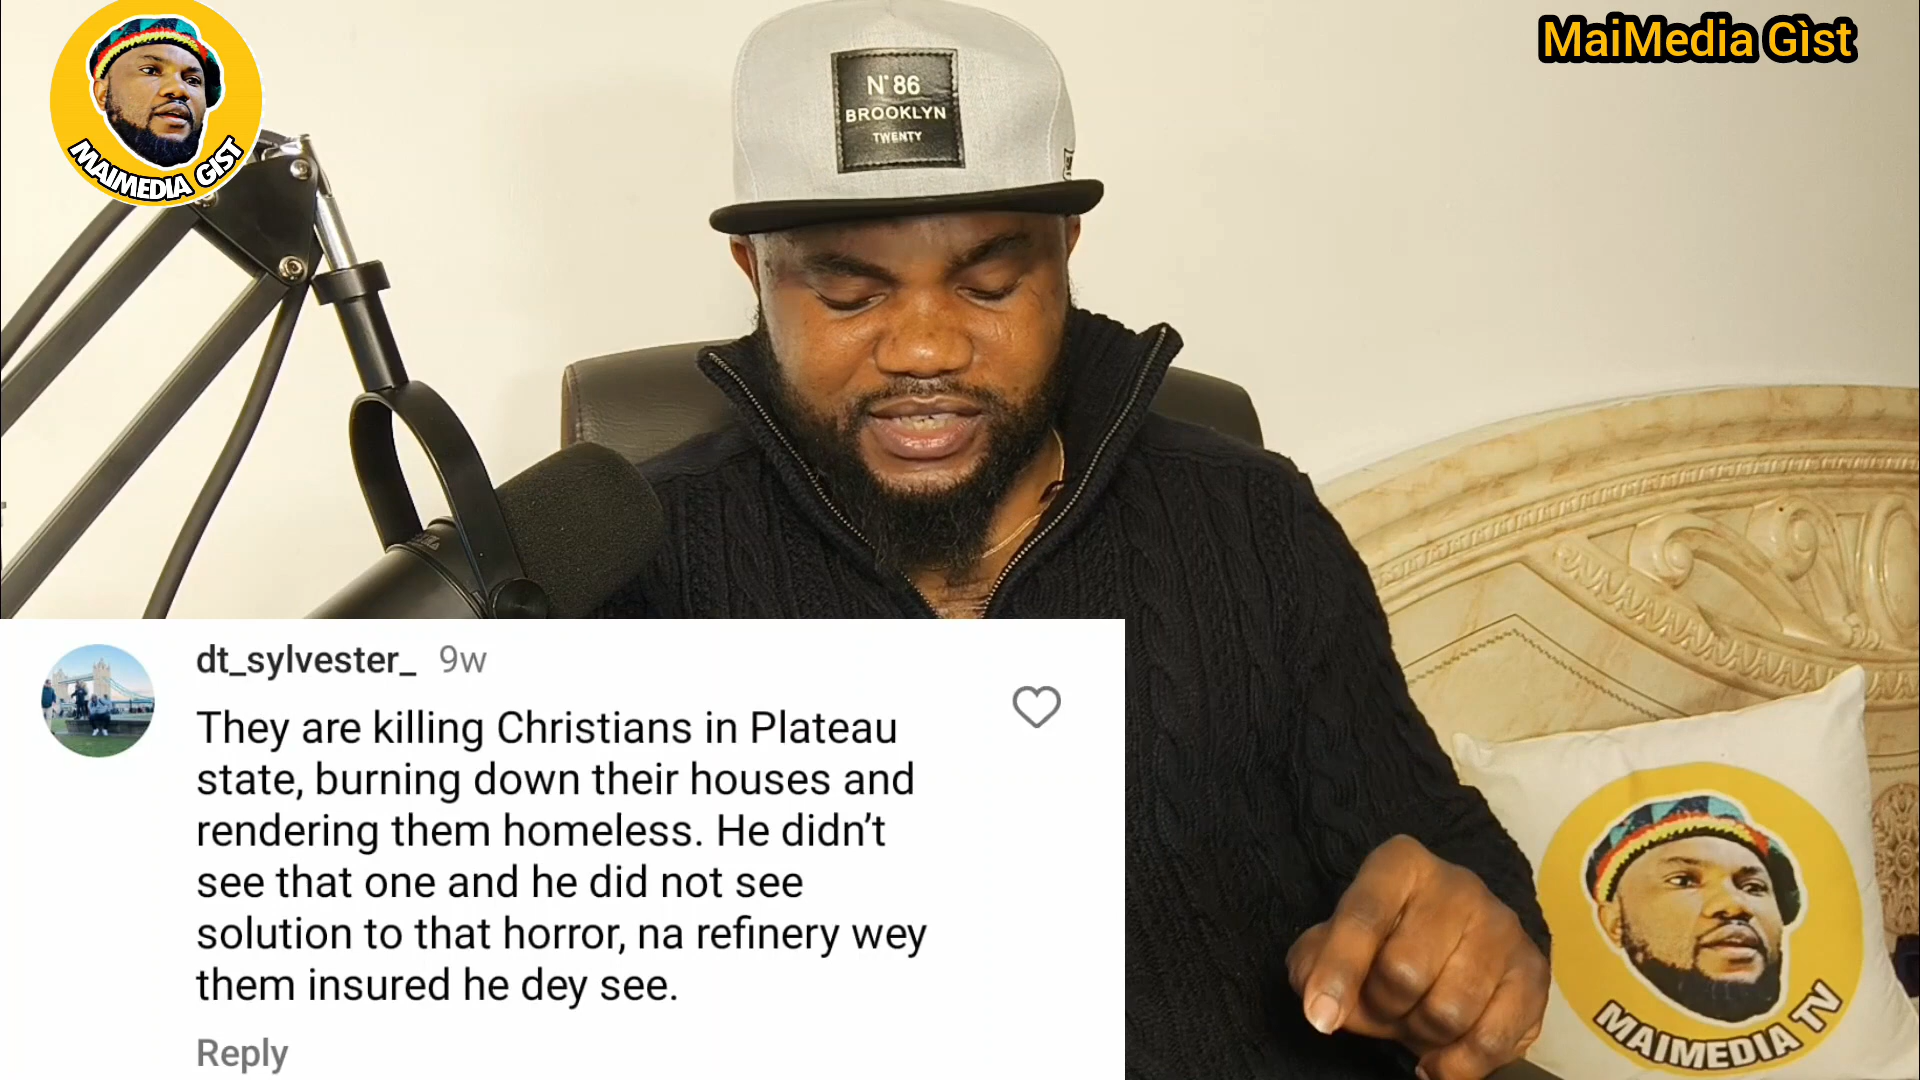 MaiMedia Gìst
MAIMEDIA GIST
N° 86
BROOKLYN
TWENTY
dt_sylvester_ 9w
They are killing Christians in Plateau
state, burning down their houses and
rendering them homeless. He didn’t
see that one and he did not see
solution to that horror, na refinery wey
them insured he dey see.
Reply
MAIMEDIA TV